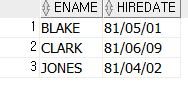 ENAME HIREDATE
1 BLAKE 81/05/01
2 CLARK 81/06/09
3 JONES 81/04/02